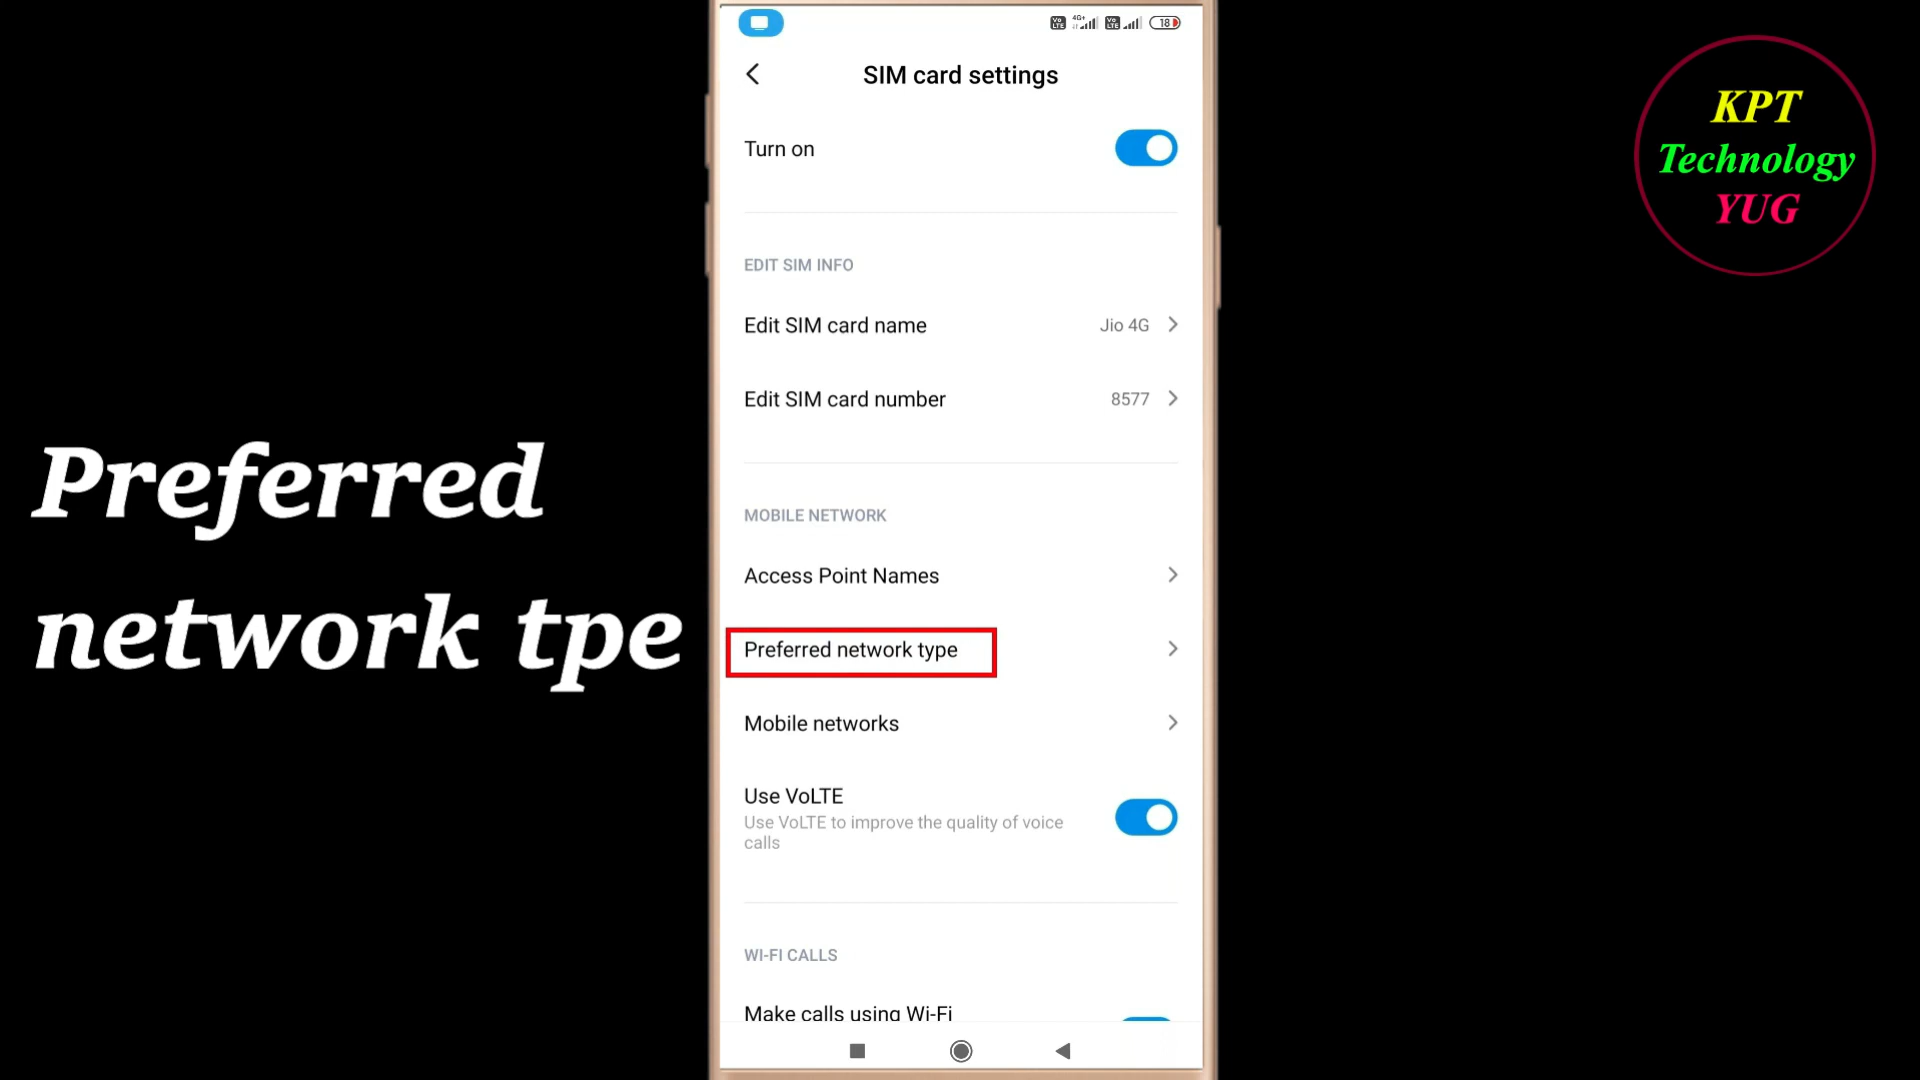 Preferred
network tpe
4G+
18
SIM card settings
Turn on
EDIT SIM INFO
Edit SIM card name
Jio 4G
Edit SIM card number
8577
MOBILE NETWORK
Access Point Names
Preferred network type
Mobile networks
Use VoLTE
Use VoLTE to improve the quality of voice
calls
WI-FI CALLS
Make calls using Wi-Fi
KPT
Technology
YUG